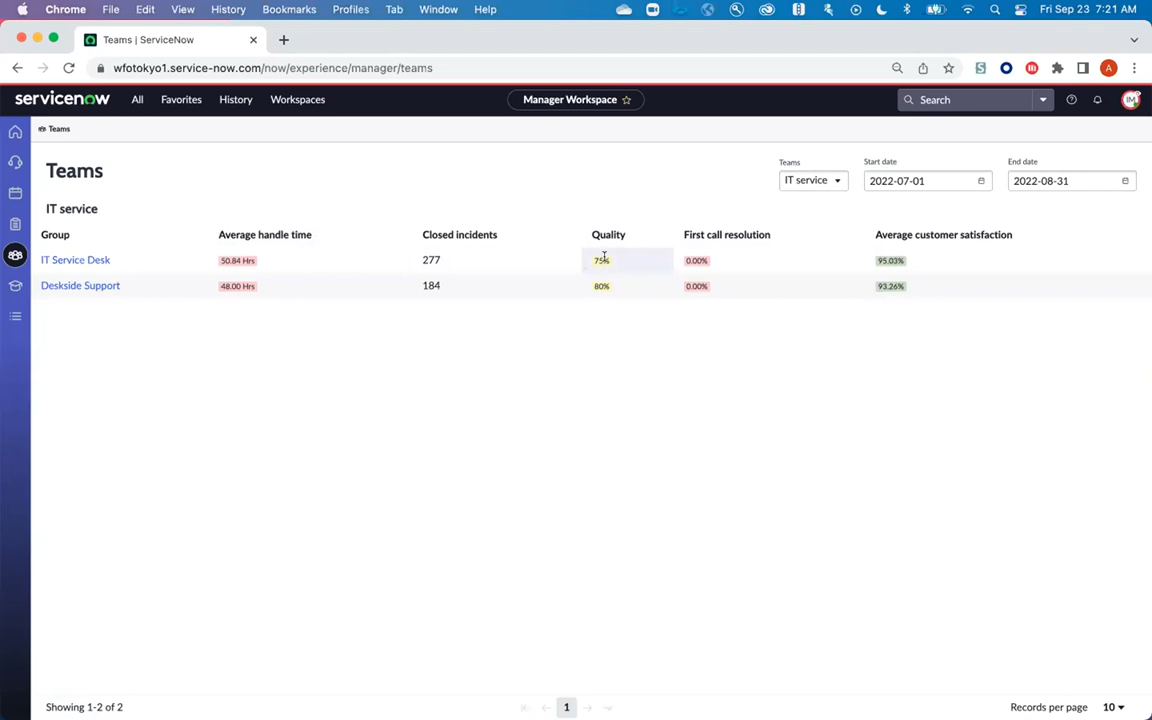 Chrome File Edit View History Bookmarks Profiles Tab Window Help Fri Sep 23 7:21 AM
Teams | ServiceNow
wfotokyo1.service-now.com/now/experience/manager/teams A
servicenow All Favorites History Workspaces Manager Workspace Search IM
Teams
Teams
Teams Start date End date
IT service 2022-07-01 2022-08-31
IT service
Group Average handle time Closed incidents Quality First call resolution Average customer satisfaction
IT Service Desk 50.84 Hrs 277 75% 0.00% 95.03%
Deskside Support 48.00 Hrs 184 80% 0.00% 93.26%
Showing 1-2 of 2 1 Records per page 10